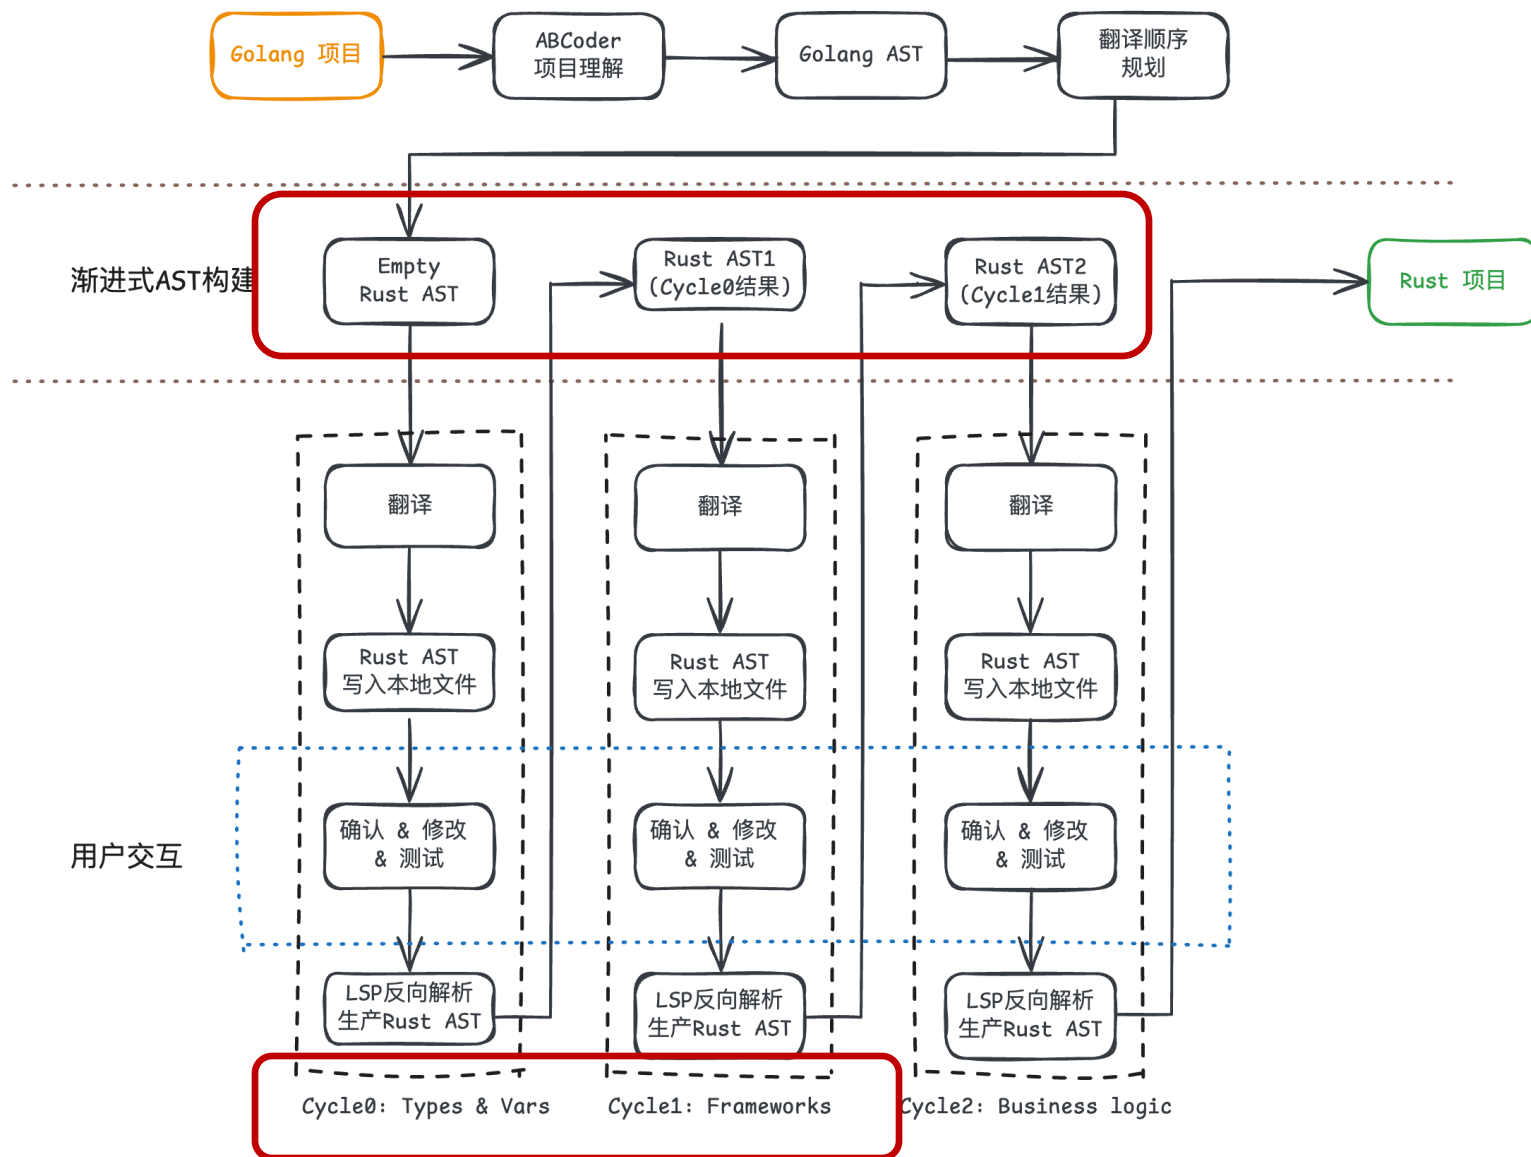 Golang 项目
ABCoder
项目理解
Golang AST
翻译顺序
规划
渐进式AST构建
Empty
Rust AST
Rust AST1
(Cycle0结果)
Rust AST2
(Cycle1结果)
Rust 项目
翻译
翻译
翻译
Rust AST
写入本地文件
Rust AST
写入本地文件
Rust AST
写入本地文件
用户交互
确认 & 修改
& 测试
确认 & 修改
& 测试
确认 & 修改
& 测试
LSP反向解析
生产Rust AST
LSP反向解析
生产Rust AST
LSP反向解析
生产Rust AST
Cycle0: Types & Vars
Cycle1: Frameworks
Cycle2: Business logic